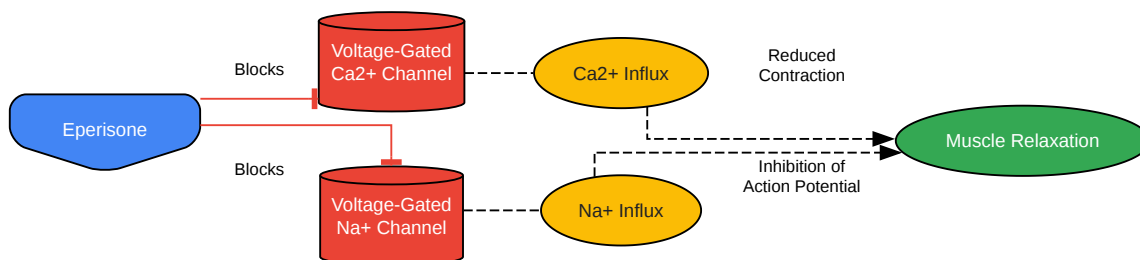 Eperisone
Blocks
Blocks
Voltage-Gated
Ca2+ Channel
Voltage-Gated
Na+ Channel
Ca2+ Influx
Na+ Influx
Reduced
Contraction
Inhibition of
Action Potential
Muscle Relaxation